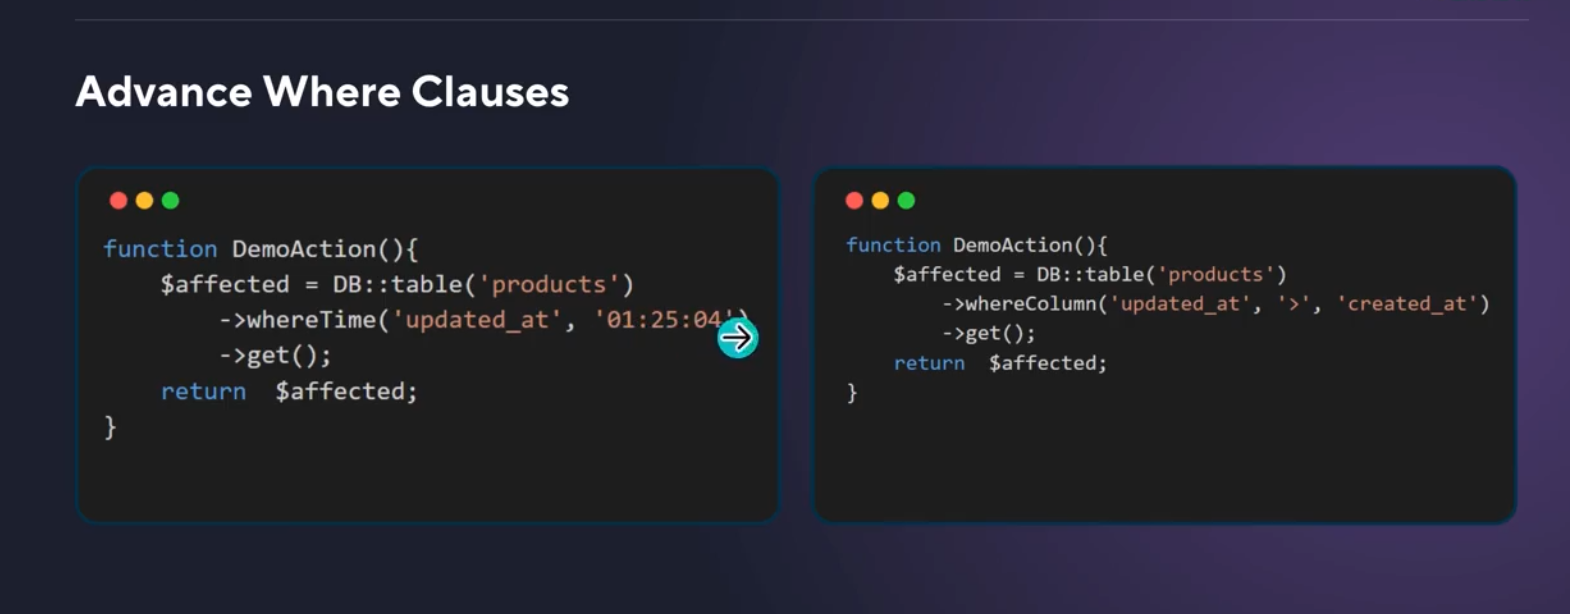 Advance Where Clauses
function DemoAction(){
    $affected = DB::table('products')
        ->whereTime('updated_at', '01:25:04')
        ->get();
    return  $affected;
}
function DemoAction(){
    $affected = DB::table('products')
        ->whereColumn('updated_at', '>', 'created_at')
        ->get();
    return  $affected;
}